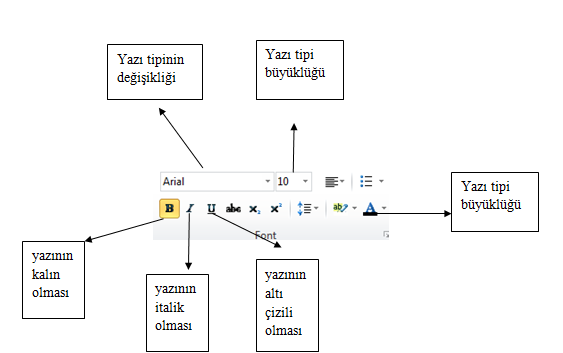 Yazı tipinin
değişikliği
Yazı tipi
büyüklüğü
Arial
10
Yazı tipi
büyüklüğü
B I U abc x₂ x² ab A
Font
yazının
kalın
olması
yazının
italik
olması
yazının
altı
çizili
olması